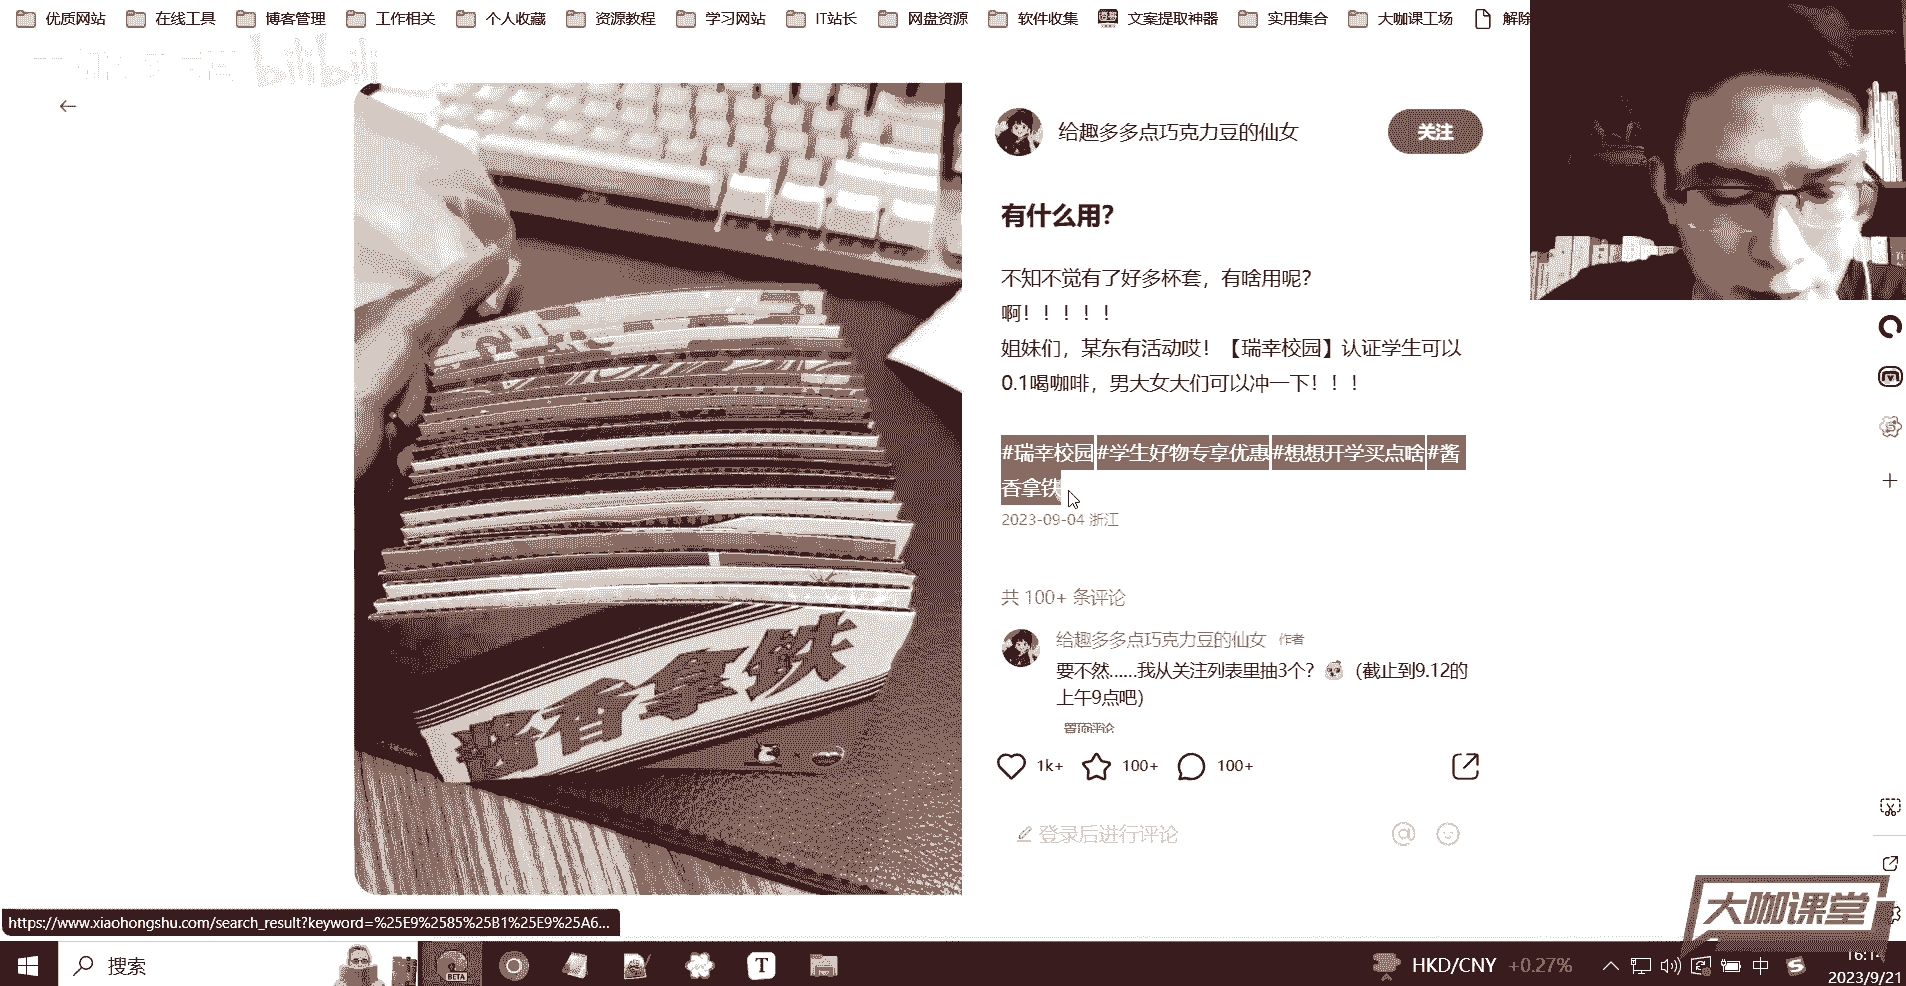 优质网站 在线工具 博客管理 工作相关 个人收藏 资源教程 学习网站 IT站长 网盘资源 软件收集 文案提取神器 实用集合 大咖课工场 解除
bilibili
给趣多多点巧克力豆的仙女
关注
有什么用?
不知不觉有了好多杯套，有啥用呢?
啊! ! ! ! !
姐妹们，某东有活动哎! 【瑞幸校园】认证学生可以
0.1喝咖啡，男大女大们可以冲一下! ! !
#瑞幸校园 #学生好物专享优惠 #想想开学买点啥 #酱
香拿铁
2023-09-04 浙江
共 100+ 条评论
给趣多多点巧克力豆的仙女 作者
要不然......我从关注列表里抽3个? (截止到9.12的
上午9点吧)
置顶评论
1k+ 100+ 100+
登录后进行评论
酱香拿铁
大咖课堂
https://www.xiaohongshu.com/search_result?keyword=%25E9%2585%25B1%25E9%25A6...
搜索
BETA
T
HKD/CNY +0.27%
中
2023/9/21